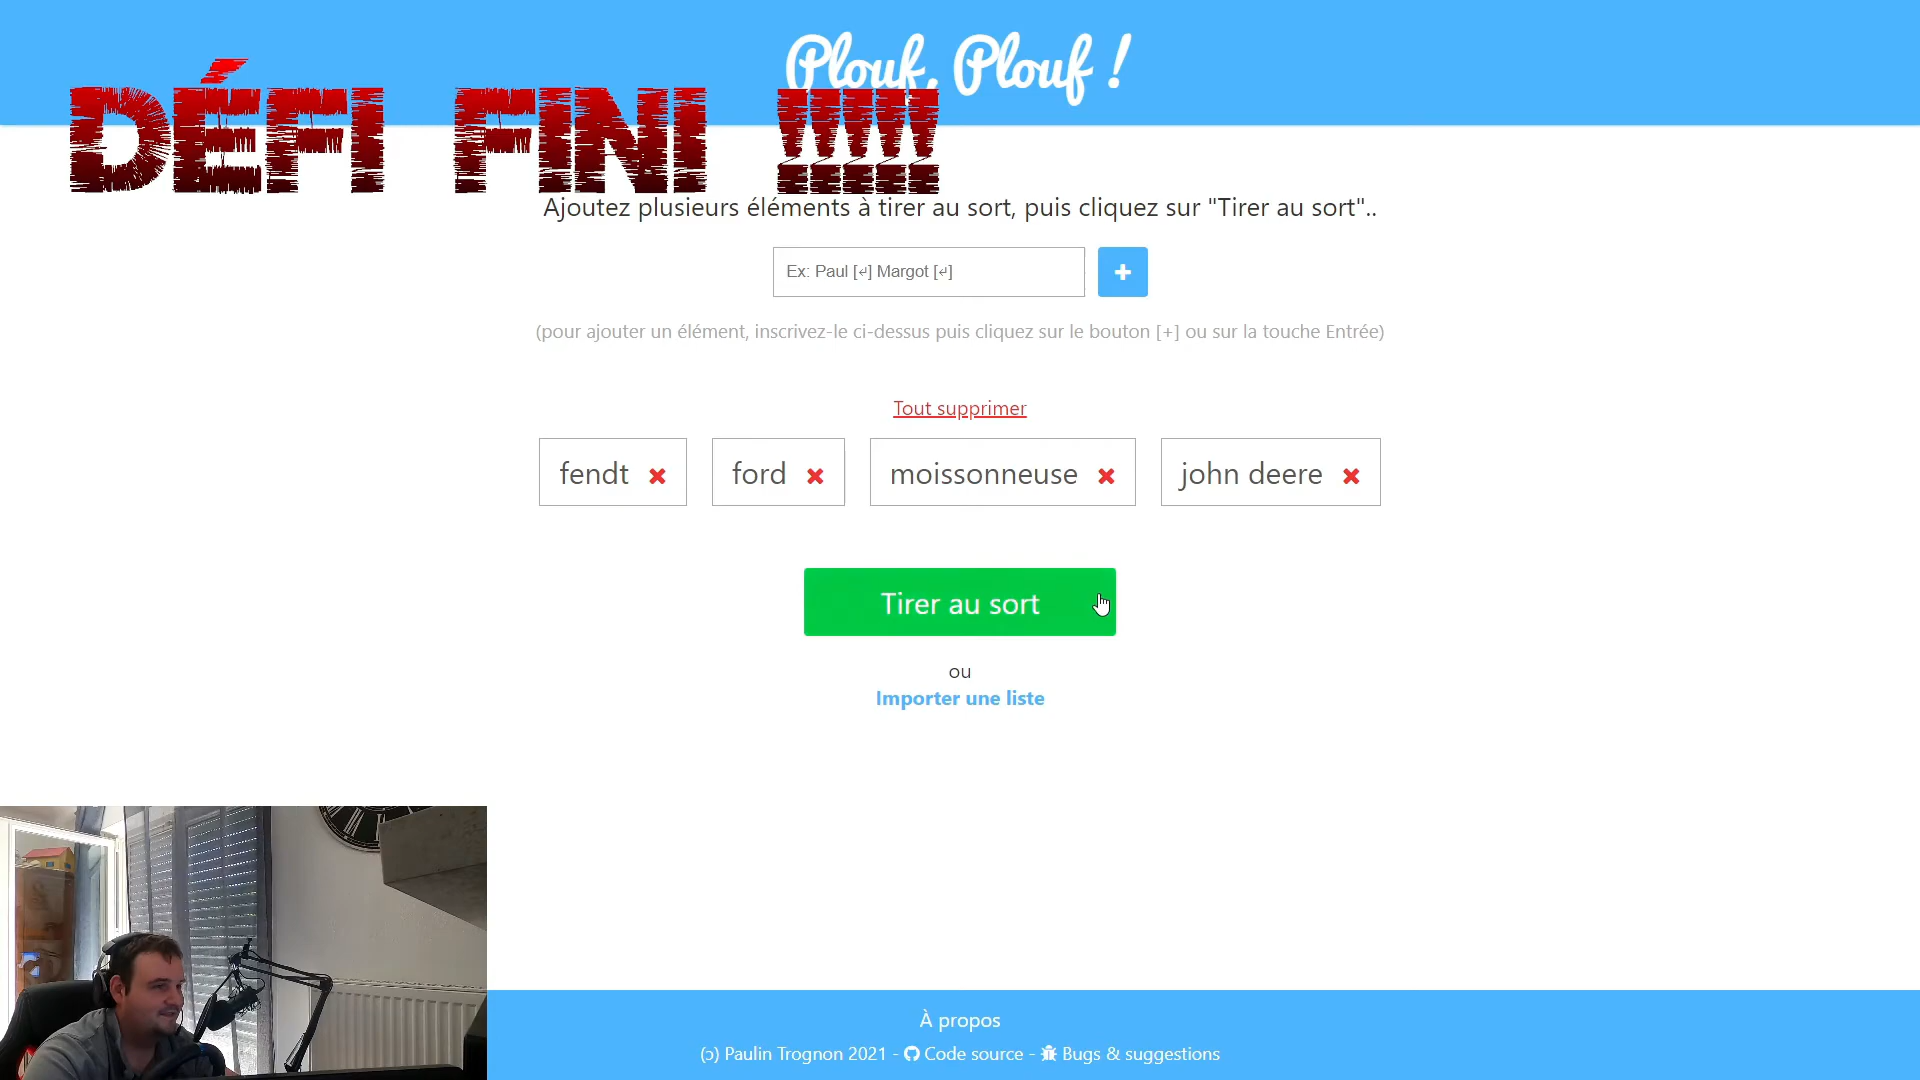 Plouf, Plouf !
DÉFI FINI !!!!!
Ajoutez plusieurs éléments à tirer au sort, puis cliquez sur "Tirer au sort"..
Ex: Paul [↵] Margot [↵]
(pour ajouter un élément, inscrivez-le ci-dessus puis cliquez sur le bouton [+] ou sur la touche Entrée)
Tout supprimer
fendt
ford
moissonneuse
john deere
Tirer au sort
ou
Importer une liste
À propos
(ɔ) Paulin Trognon 2021 - Code source - Bugs & suggestions